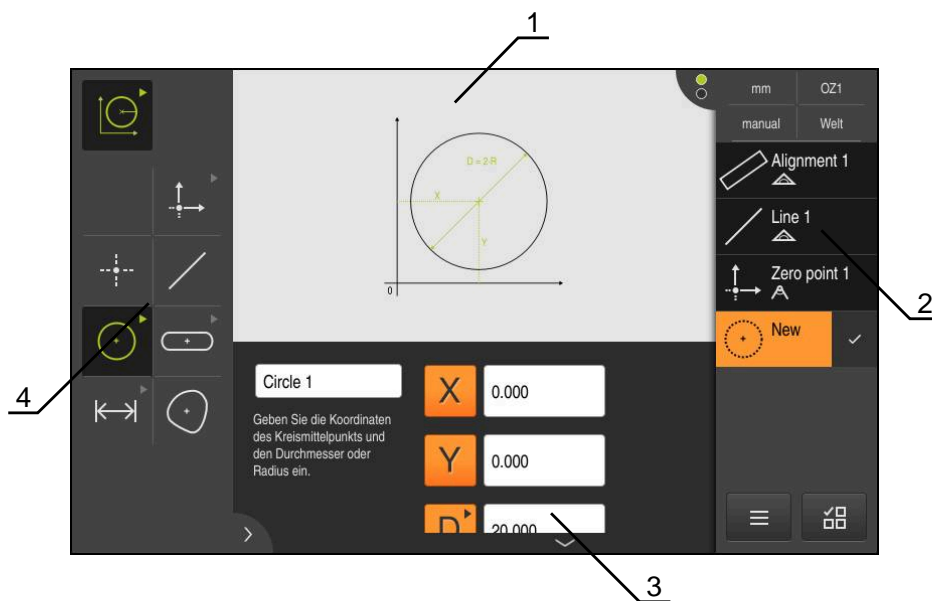 1
mm
OZ1
manual
Welt
Alignment 1
D = 2·R
X
Line 1
Y
Zero point 1
0
2
New
Circle 1
X
0.000
4
Geben Sie die Koordinaten
des Kreismittelpunkts und
den Durchmesser oder
Radius ein.
Y
0.000
D
20.000
3